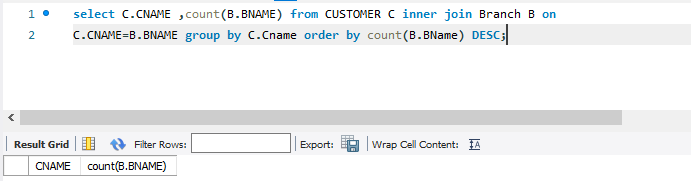 1 select C.CNAME ,count(B.BNAME) from CUSTOMER C inner join Branch B on
2 C.CNAME=B.BNAME group by C.Cname order by count(B.BName) DESC;
Result Grid Filter Rows: Export: Wrap Cell Content:
CNAME count(B.BNAME)